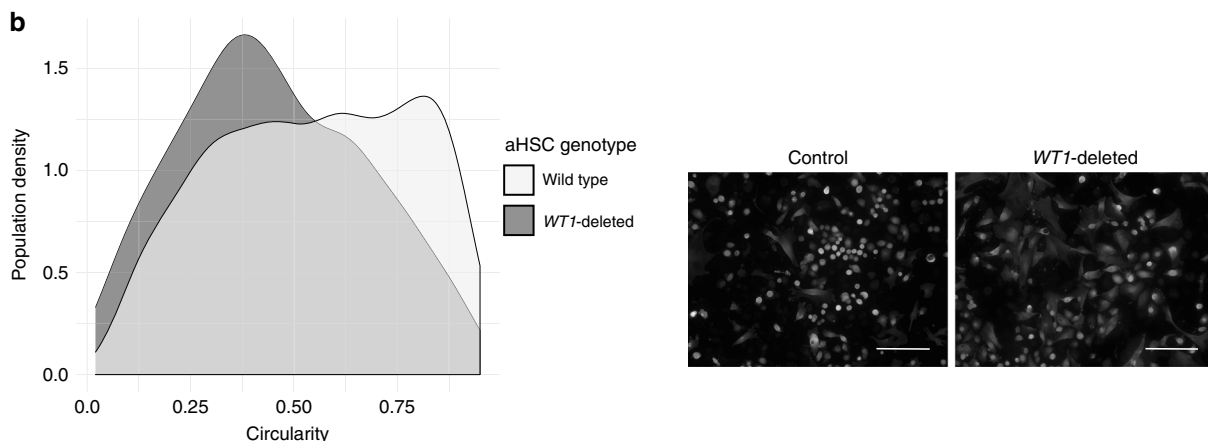 b
Population density
1.5
1.0
0.5
0.0
0.0 0.25 0.50 0.75
Circularity
aHSC genotype
Wild type
WT1-deleted
Control
WT1-deleted